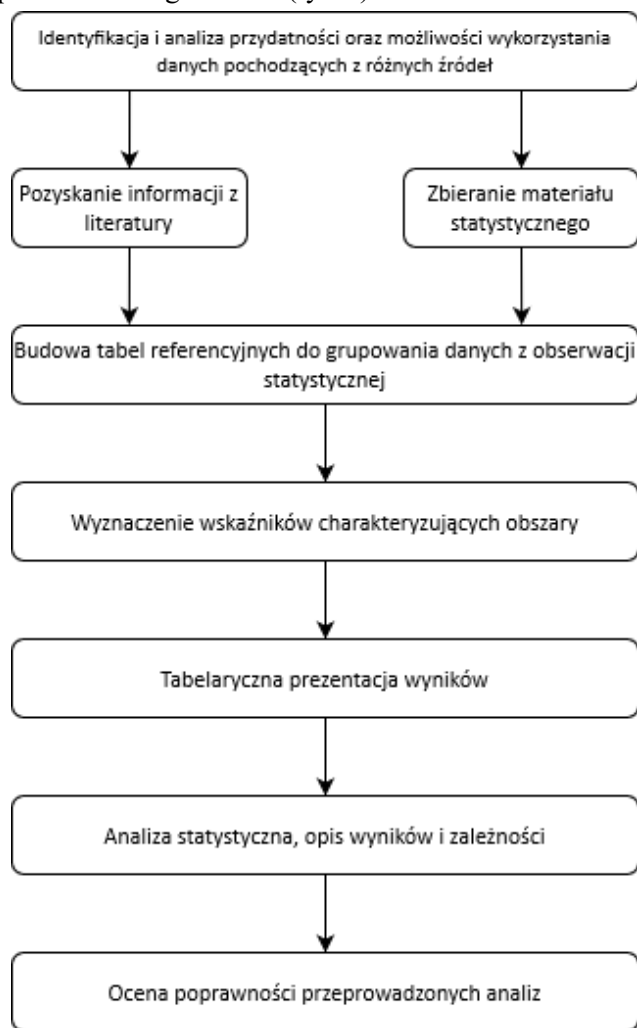 Identyfikacja i analiza przydatności oraz możliwości wykorzystania
danych pochodzących z różnych źródeł
Pozyskanie informacji z
literatury
Zbieranie materiału
statystycznego
Budowa tabel referencyjnych do grupowania danych z obserwacji
statystycznej
Wyznaczenie wskaźników charakteryzujących obszary
Tabelaryczna prezentacja wyników
Analiza statystyczna, opis wyników i zależności
Ocena poprawności przeprowadzonych analiz